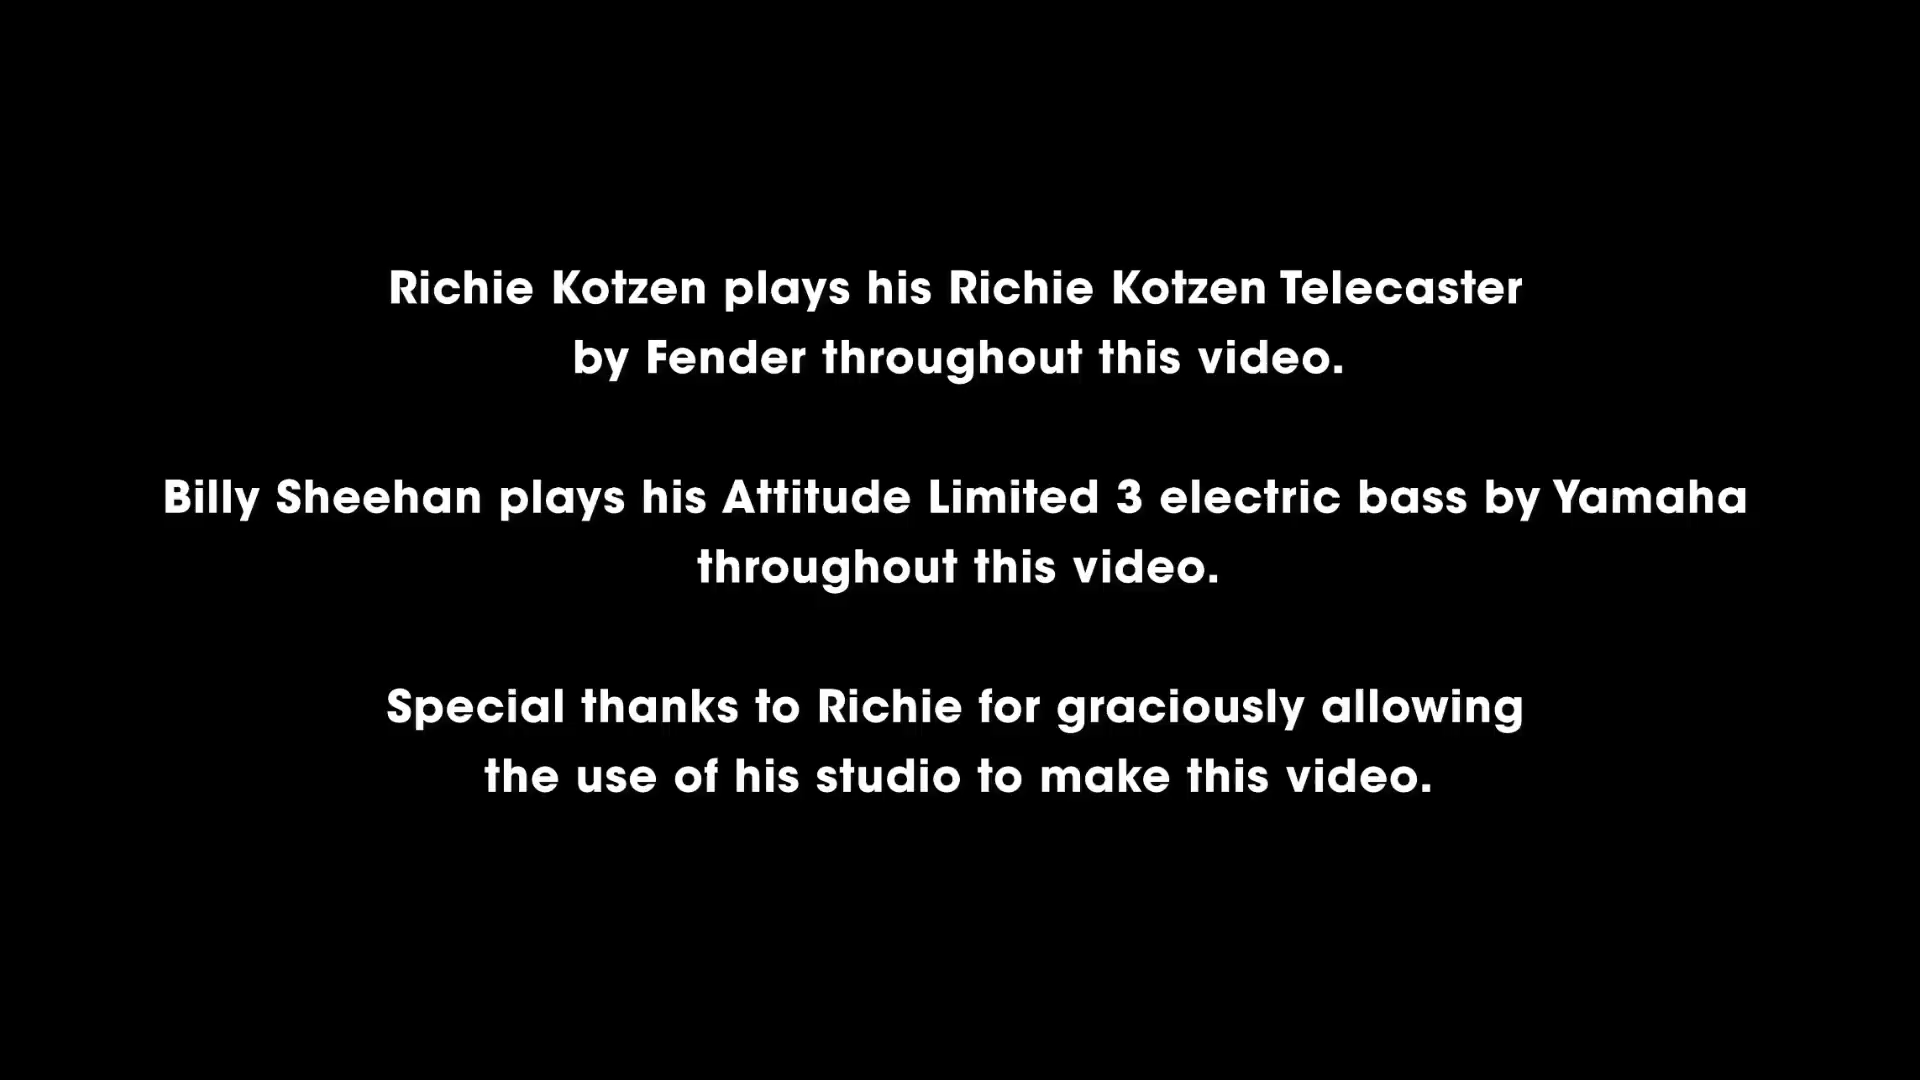 Richie Kotzen plays his Richie Kotzen Telecaster
by Fender throughout this video.
Billy Sheehan plays his Attitude Limited 3 electric bass by Yamaha
throughout this video.
Special thanks to Richie for graciously allowing
the use of his studio to make this video.